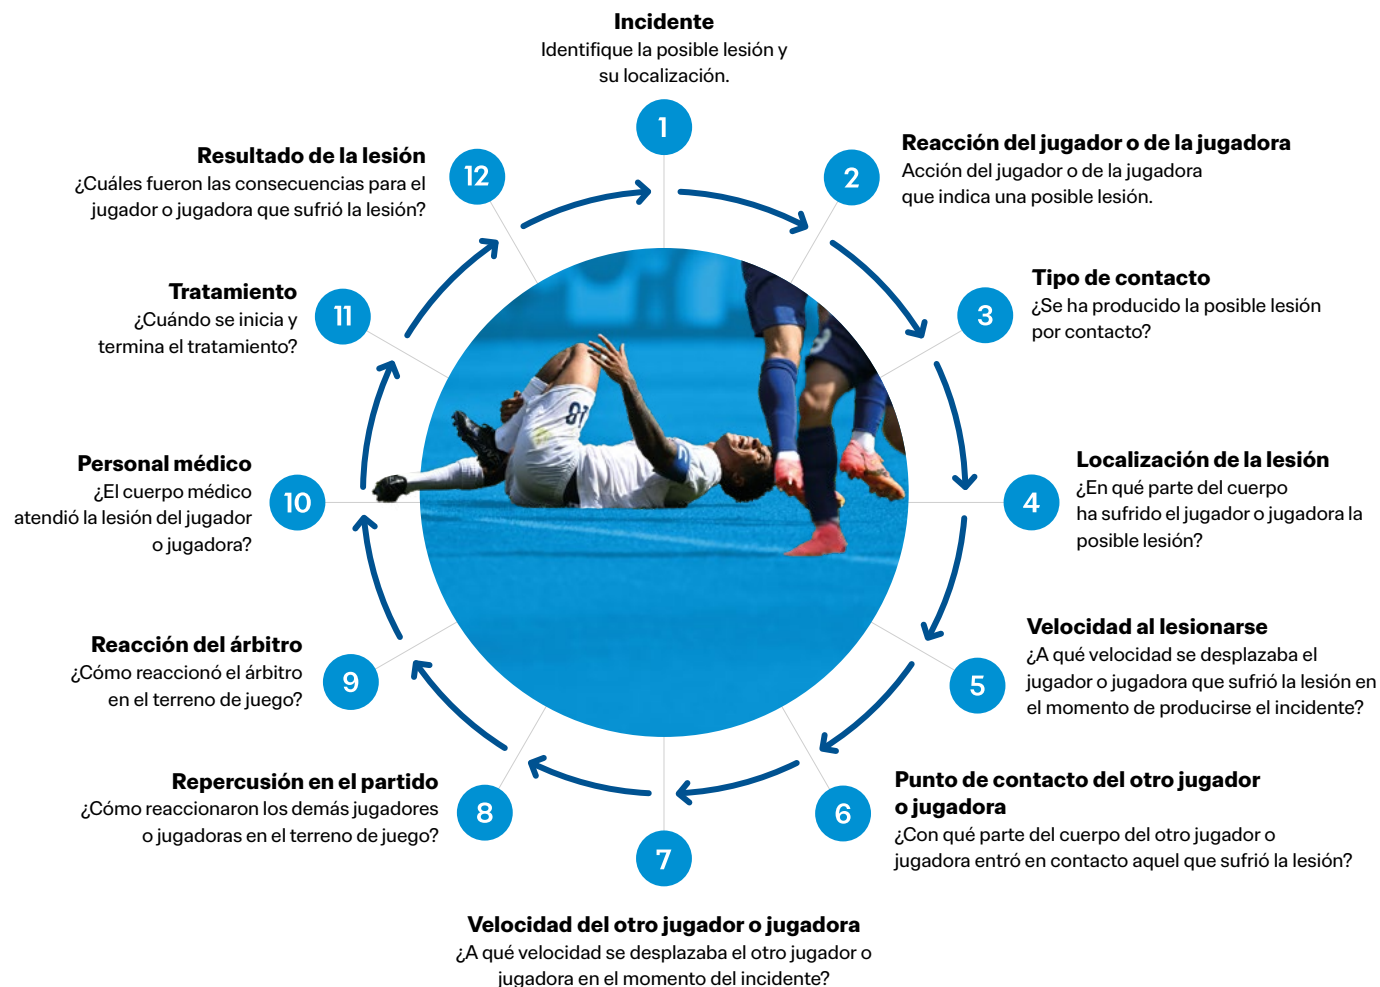 Incidente
Identifique la posible lesión y
su localización.
1
2
Reacción del jugador o de la jugadora
Acción del jugador o de la jugadora
que indica una posible lesión.
3
Tipo de contacto
¿Se ha producido la posible lesión
por contacto?
4
Localización de la lesión
¿En qué parte del cuerpo
ha sufrido el jugador o jugadora la
posible lesión?
5
Velocidad al lesionarse
¿A qué velocidad se desplazaba el
jugador o jugadora que sufrió la lesión en
el momento de producirse el incidente?
6
Punto de contacto del otro jugador
o jugadora
¿Con qué parte del cuerpo del otro jugador o
jugadora entró en contacto aquel que sufrió la lesión?
7
Velocidad del otro jugador o jugadora
¿A qué velocidad se desplazaba el otro jugador o
jugadora en el momento del incidente?
8
Repercusión en el partido
¿Cómo reaccionaron los demás jugadores
o jugadoras en el terreno de juego?
9
Reacción del árbitro
¿Cómo reaccionó el árbitro
en el terreno de juego?
10
Personal médico
¿El cuerpo médico
atendió la lesión del jugador
o jugadora?
11
Tratamiento
¿Cuándo se inicia y
termina el tratamiento?
12
Resultado de la lesión
¿Cuáles fueron las consecuencias para el
jugador o jugadora que sufrió la lesión?
18